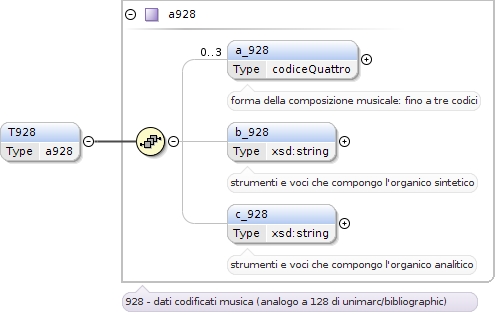 a928
0..3
a_928
Type codiceQuattro
forma della composizione musicale: fino a tre codici
T928
Type a928
b_928
Type xsd:string
strumenti e voci che compongo l'organico sintetico
c_928
Type xsd:string
strumenti e voci che compongo l'organico analitico
928 - dati codificati musica (analogo a 128 di unimarc/bibliographic)